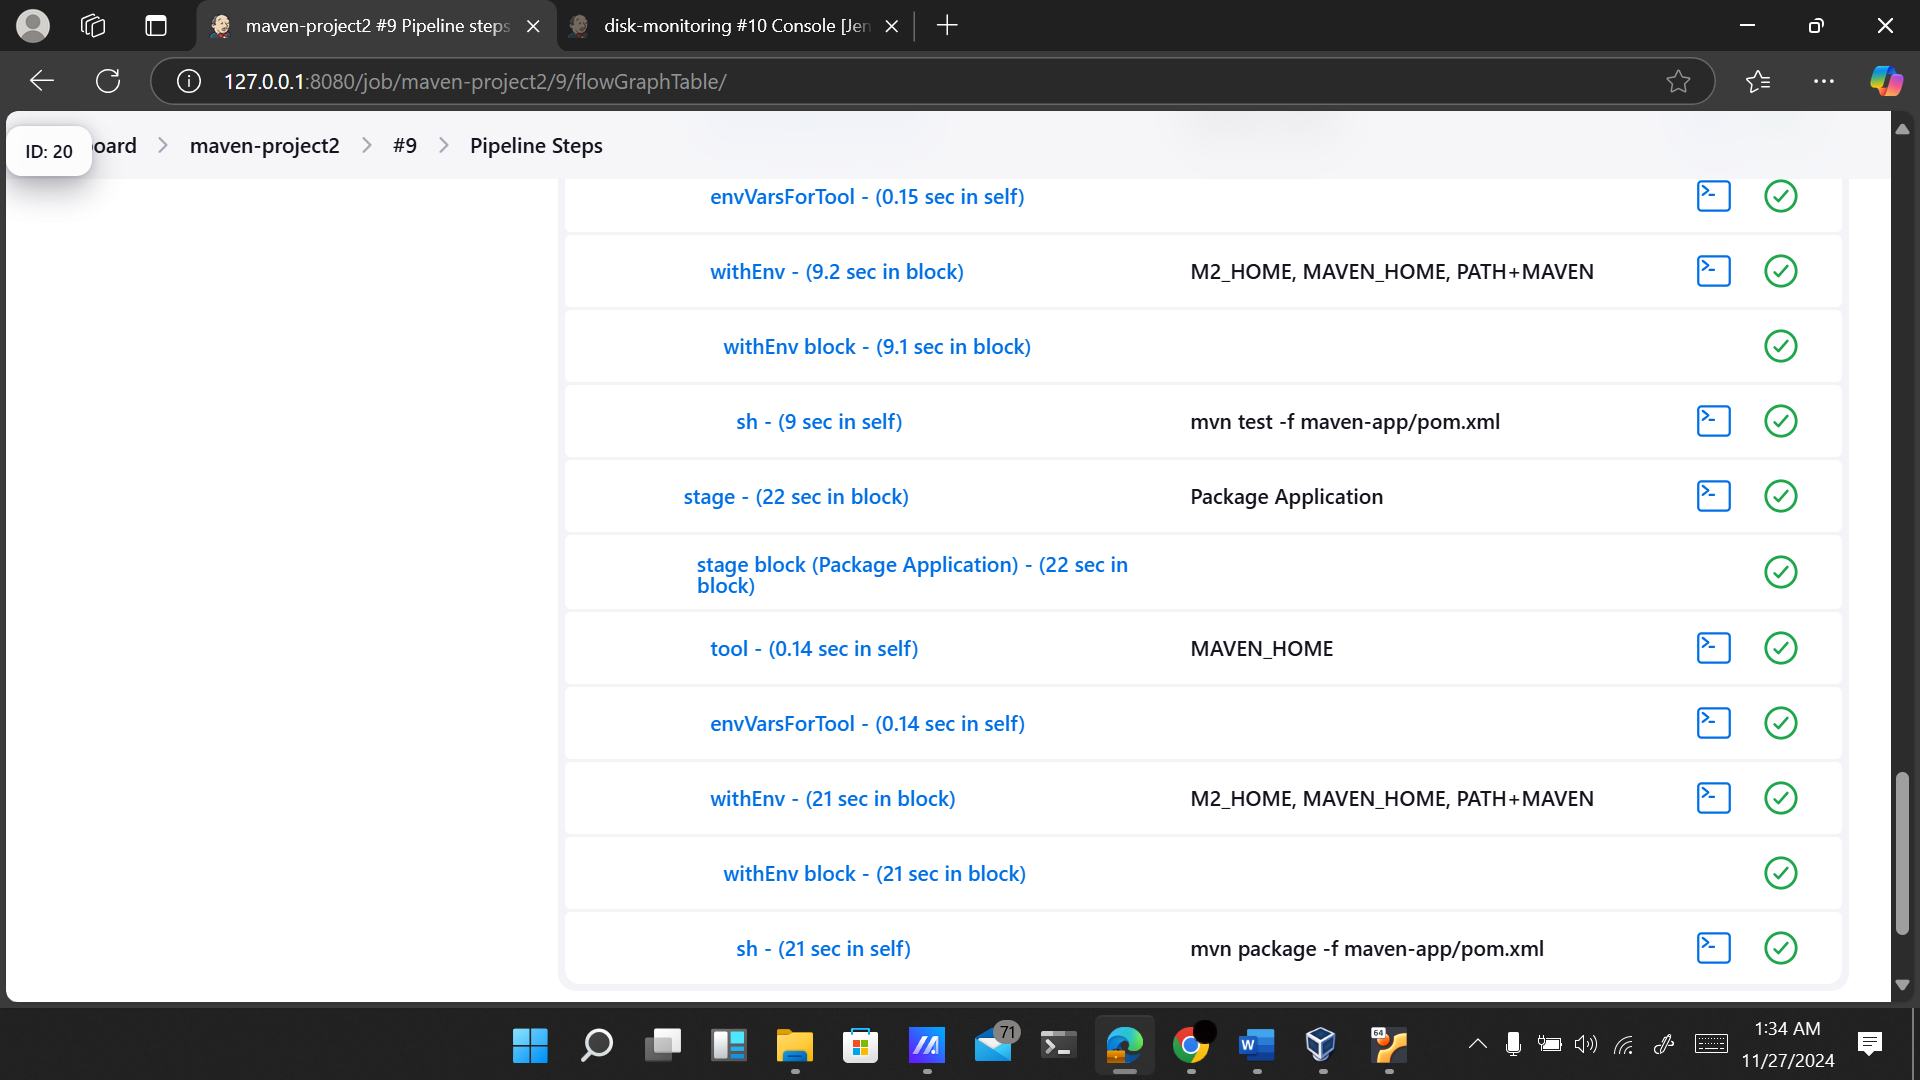 maven-project2 #9 Pipeline steps
disk-monitoring #10 Console [Jen
127.0.0.1:8080/job/maven-project2/9/flowGraphTable/
ID: 20
oard
maven-project2
#9
Pipeline Steps
envVarsForTool - (0.15 sec in self)
withEnv - (9.2 sec in block) M2_HOME, MAVEN_HOME, PATH+MAVEN
withEnv block - (9.1 sec in block)
sh - (9 sec in self) mvn test -f maven-app/pom.xml
stage - (22 sec in block) Package Application
stage block (Package Application) - (22 sec in
block)
tool - (0.14 sec in self) MAVEN_HOME
envVarsForTool - (0.14 sec in self)
withEnv - (21 sec in block) M2_HOME, MAVEN_HOME, PATH+MAVEN
withEnv block - (21 sec in block)
sh - (21 sec in self) mvn package -f maven-app/pom.xml
71
W
64
1:34 AM
11/27/2024